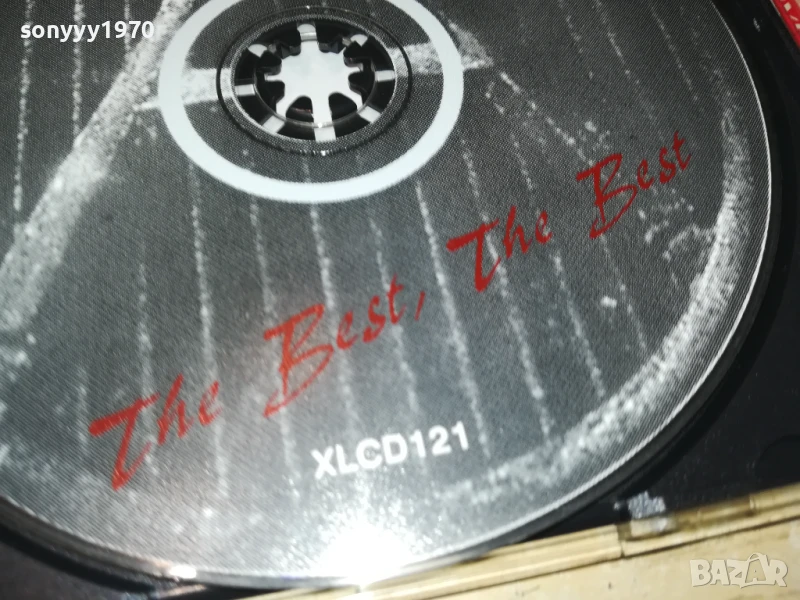 sonyyy1970
The Best, The Best
XLCD121
BAZAR